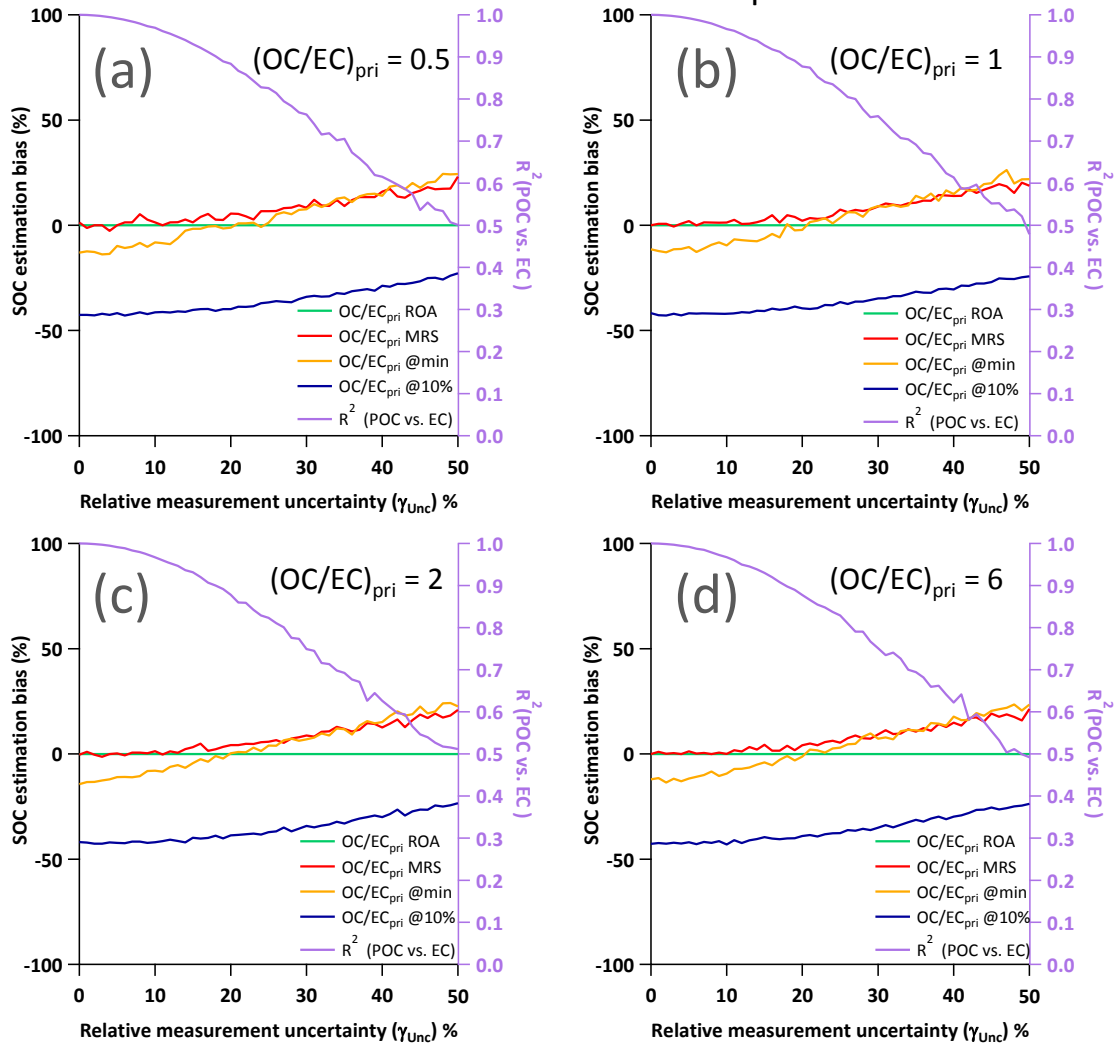 p
(a)
(OC/EC)pri = 0.5
100
50
0
-50
-100
SOC estimation bias (%)
1.0
0.9
0.8
0.7
0.6
0.5
0.4
0.3
0.2
0.1
0.0
R2 (POC vs. EC )
OC/ECpri ROA
OC/ECpri MRS
OC/ECpri @min
OC/ECpri @10%
R2 (POC vs. EC)
0 10 20 30 40 50
Relative measurement uncertainty (γUnc) %
(b)
(OC/EC)pri = 1
100
50
0
-50
-100
SOC estimation bias (%)
1.0
0.9
0.8
0.7
0.6
0.5
0.4
0.3
0.2
0.1
0.0
R2 (POC vs. EC )
OC/ECpri ROA
OC/ECpri MRS
OC/ECpri @min
OC/ECpri @10%
R2 (POC vs. EC)
0 10 20 30 40 50
Relative measurement uncertainty (γUnc) %
(c)
(OC/EC)pri = 2
100
50
0
-50
-100
SOC estimation bias (%)
1.0
0.9
0.8
0.7
0.6
0.5
0.4
0.3
0.2
0.1
0.0
R2 (POC vs. EC )
OC/ECpri ROA
OC/ECpri MRS
OC/ECpri @min
OC/ECpri @10%
R2 (POC vs. EC)
0 10 20 30 40 50
Relative measurement uncertainty (γUnc) %
(d)
(OC/EC)pri = 6
100
50
0
-50
-100
SOC estimation bias (%)
1.0
0.9
0.8
0.7
0.6
0.5
0.4
0.3
0.2
0.1
0.0
R2 (POC vs. EC )
OC/ECpri ROA
OC/ECpri MRS
OC/ECpri @min
OC/ECpri @10%
R2 (POC vs. EC)
0 10 20 30 40 50
Relative measurement uncertainty (γUnc) %